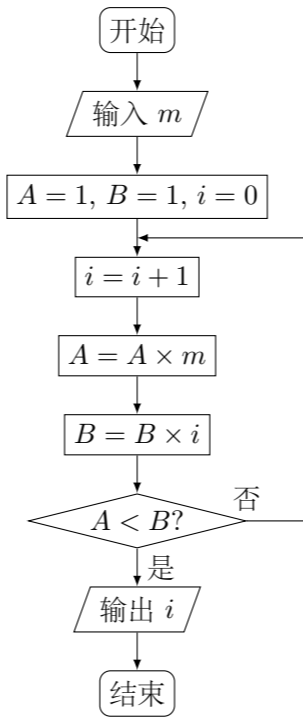 开始
输入 m
A = 1, B = 1, i = 0
i = i + 1
A = A × m
B = B × i
A < B?
否
是
输出 i
结束